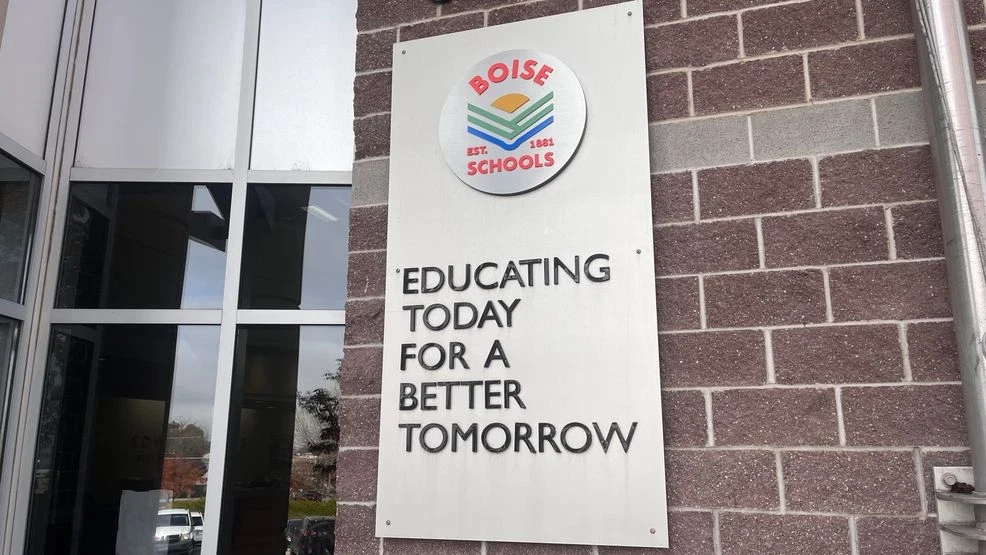 BOISE
EST. 1881
SCHOOLS
EDUCATING
TODAY
FOR A
BETTER
TOMORROW